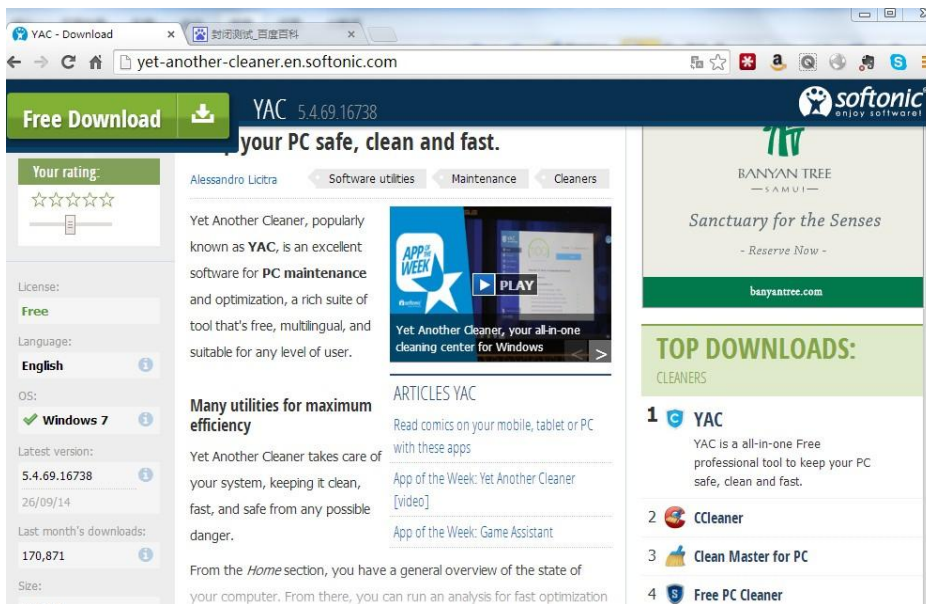 YAC - Download
封闭测试_百度百科
yet-another-cleaner.en.softonic.com
Free Download
YAC 5.4.69.16738
softonic
enjoy software!
your PC safe, clean and fast.
Your rating:
Alessandro Licitra
Software utilities
Maintenance
Cleaners
License:
Free
Language:
English
OS:
Windows 7
Latest version:
5.4.69.16738
26/09/14
Last month's downloads:
170,871
Size:
Yet Another Cleaner, popularly
known as YAC, is an excellent
software for PC maintenance
and optimization, a rich suite of
tool that's free, multilingual, and
suitable for any level of user.
Many utilities for maximum
efficiency
Yet Another Cleaner takes care of
your system, keeping it clean,
fast, and safe from any possible
danger.
From the Home section, you have a general overview of the state of
your computer. From there, you can run an analysis for fast optimization
APP OF THE
WEEK
softonic
PLAY
Yet Another Cleaner, your all-in-one
cleaning center for Windows
< >
ARTICLES YAC
Read comics on your mobile, tablet or PC
with these apps
App of the Week: Yet Another Cleaner
[video]
App of the Week: Game Assistant
BANYAN TREE
—SAMUI—
Sanctuary for the Senses
- Reserve Now -
banyantree.com
TOP DOWNLOADS:
CLEANERS
1 YAC
YAC is a all-in-one Free
professional tool to keep your PC
safe, clean and fast.
2 CCleaner
3 Clean Master for PC
4 Free PC Cleaner